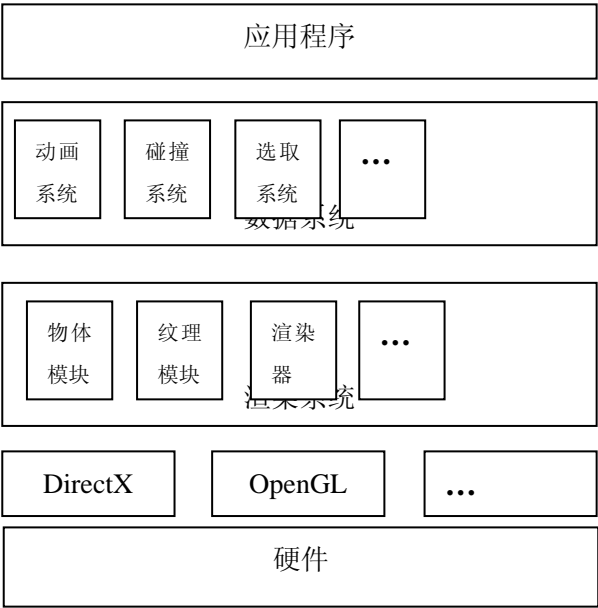 应用程序
动画
系统
碰撞
系统
选取
系统
...
数据系统
物体
模块
纹理
模块
渲染
器
...
渲染系统
DirectX
OpenGL
...
硬件